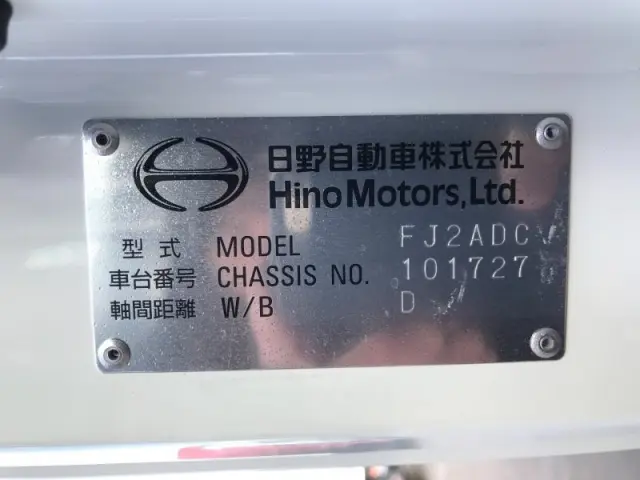 日野自動車株式会社
Hino Motors, Ltd.
型式 MODEL FJ2ADC
車台番号 CHASSIS NO. 101727
軸間距離 W/B D